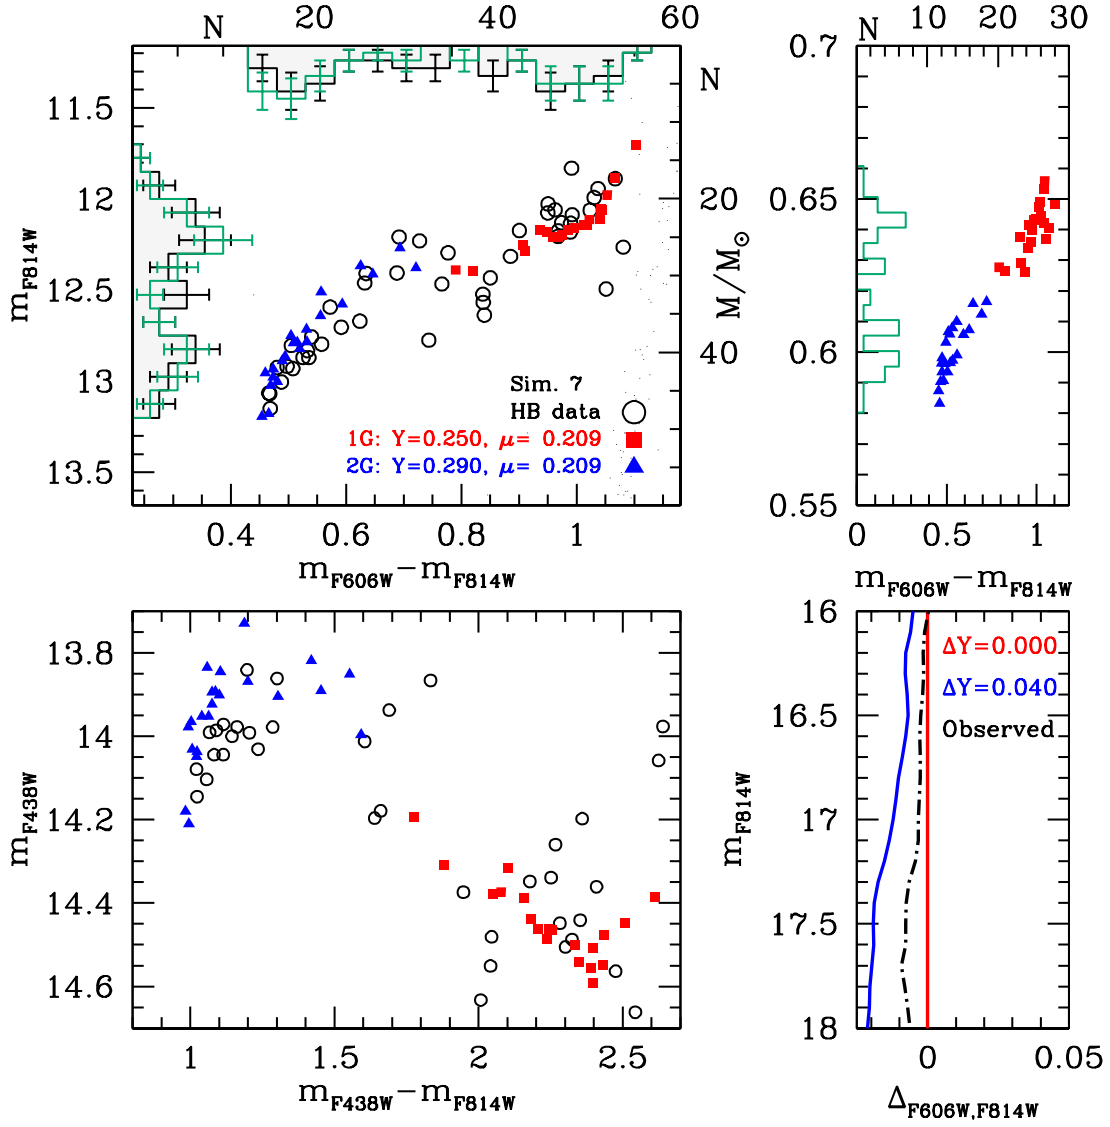 N 20 40 60
N 10 20 30
11.5
12
12.5
13
13.5
m_F814W
N
20
40
M/M⊙
Sim. 7
HB data
1G: Y=0.250, μ= 0.209
2G: Y=0.290, μ= 0.209
0.4 0.6 0.8 1
m_F606W−m_F814W
0.7
0.65
0.6
0.55
0 0.5 1
m_F606W−m_F814W
13.8
14
14.2
14.4
14.6
m_F438W
1 1.5 2 2.5
m_F438W−m_F814W
16
16.5
17
17.5
18
m_F814W
ΔY=0.000
ΔY=0.040
Observed
0 0.05
Δ_F606W,F814W